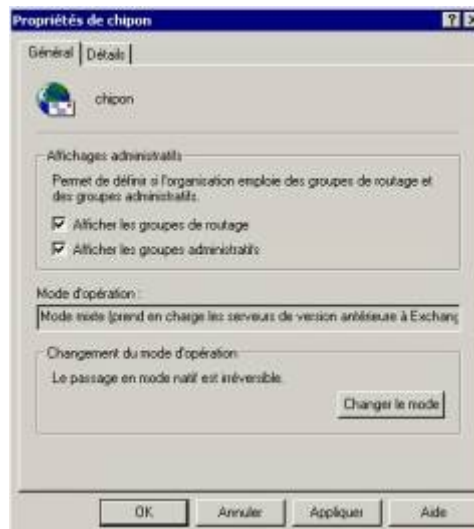 Propriétés de chipon
Général
Détails
chipon
Affichages administratifs
Permet de définir si l'organisation emploie des groupes de routage et
des groupes administratifs.
Afficher les groupes de routage
Afficher les groupes administratifs
Mode d'opération :
Mode mixte (prend en charge les serveurs de version antérieure à Exchang
Changement du mode d'opération
Le passage en mode natif est irréversible.
Changer le mode
OK
Annuler
Appliquer
Aide